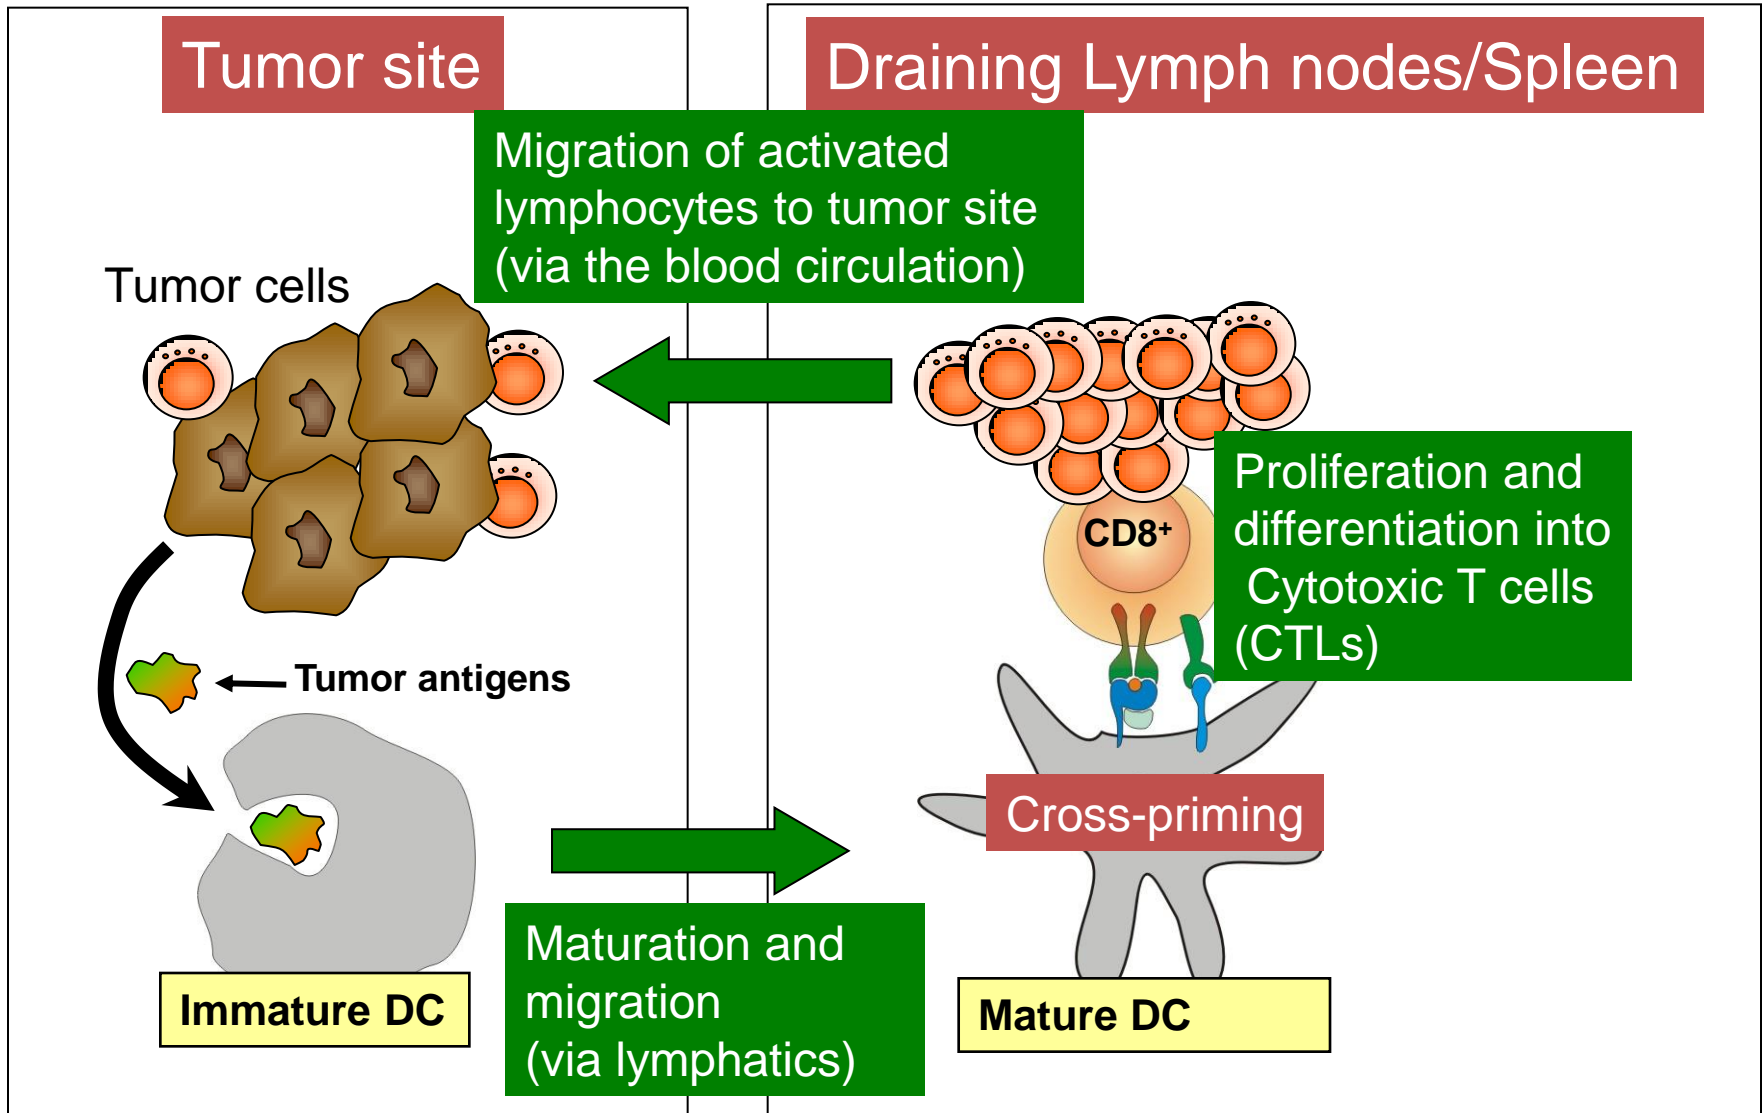 Tumor site
Draining Lymph nodes/Spleen
Migration of activated
lymphocytes to tumor site
(via the blood circulation)
Tumor cells
CD8+
Proliferation and
differentiation into
Cytotoxic T cells
(CTLs)
Tumor antigens
Cross-priming
Maturation and
migration
(via lymphatics)
Immature DC
Mature DC